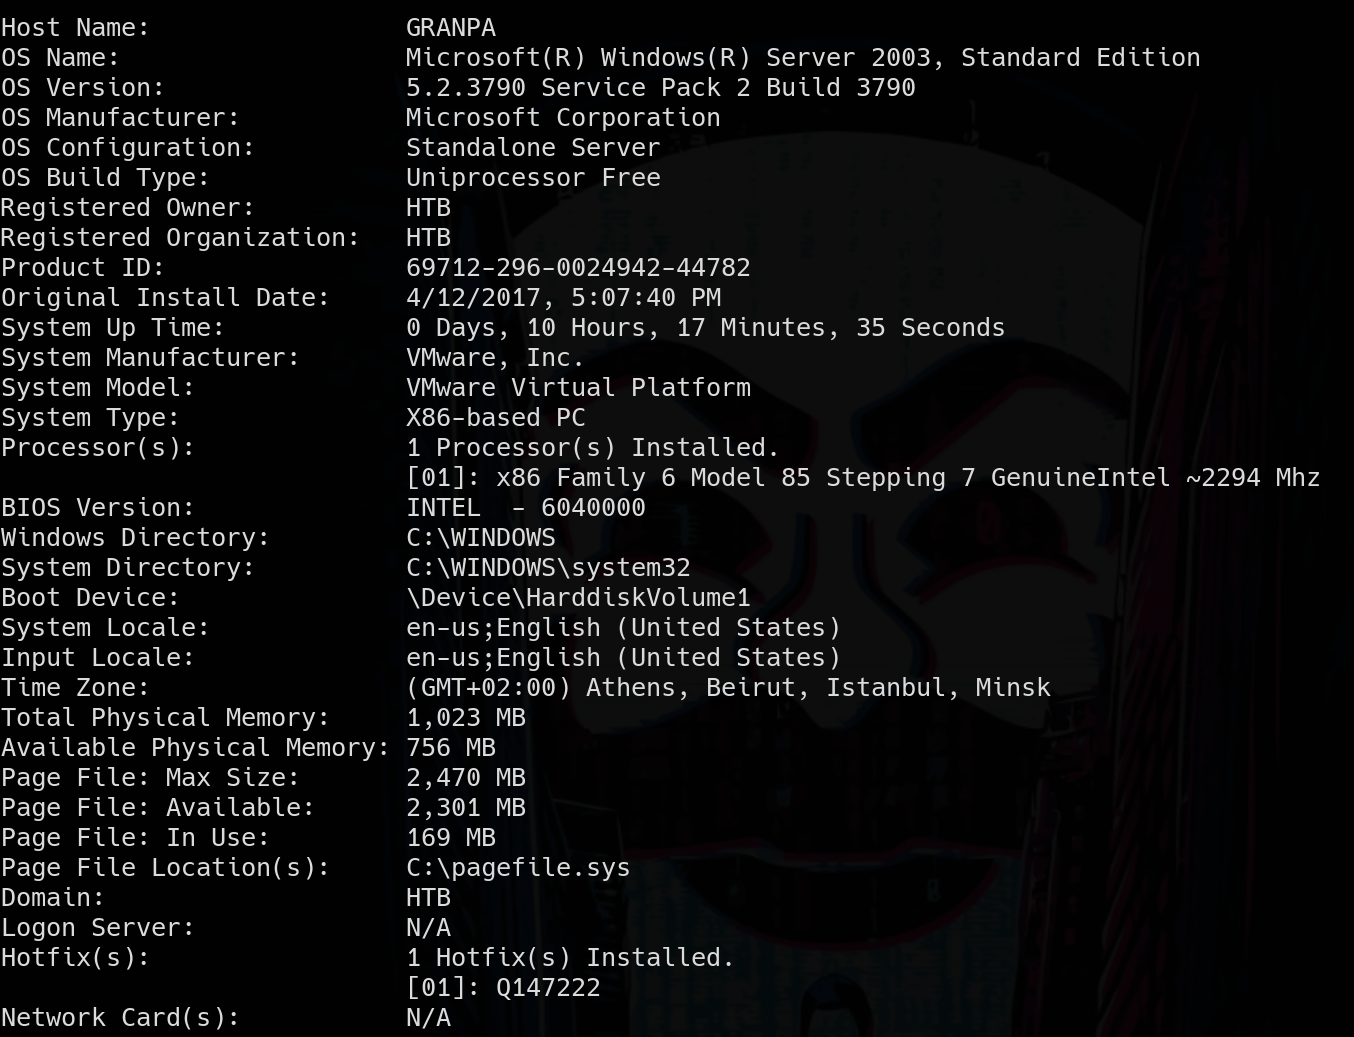 Host Name:                 GRANPA
OS Name:                   Microsoft(R) Windows(R) Server 2003, Standard Edition
OS Version:                5.2.3790 Service Pack 2 Build 3790
OS Manufacturer:           Microsoft Corporation
OS Configuration:          Standalone Server
OS Build Type:             Uniprocessor Free
Registered Owner:          HTB
Registered Organization:   HTB
Product ID:                69712-296-0024942-44782
Original Install Date:     4/12/2017, 5:07:40 PM
System Up Time:            0 Days, 10 Hours, 17 Minutes, 35 Seconds
System Manufacturer:       VMware, Inc.
System Model:              VMware Virtual Platform
System Type:               X86-based PC
Processor(s):              1 Processor(s) Installed.
                           [01]: x86 Family 6 Model 85 Stepping 7 GenuineIntel ~2294 Mhz
BIOS Version:              INTEL  - 6040000
Windows Directory:         C:\WINDOWS
System Directory:          C:\WINDOWS\system32
Boot Device:               \Device\HarddiskVolume1
System Locale:             en-us;English (United States)
Input Locale:              en-us;English (United States)
Time Zone:                 (GMT+02:00) Athens, Beirut, Istanbul, Minsk
Total Physical Memory:     1,023 MB
Available Physical Memory: 756 MB
Page File: Max Size:       2,470 MB
Page File: Available:      2,301 MB
Page File: In Use:         169 MB
Page File Location(s):     C:\pagefile.sys
Domain:                    HTB
Logon Server:              N/A
Hotfix(s):                 1 Hotfix(s) Installed.
                           [01]: Q147222
Network Card(s):           N/A